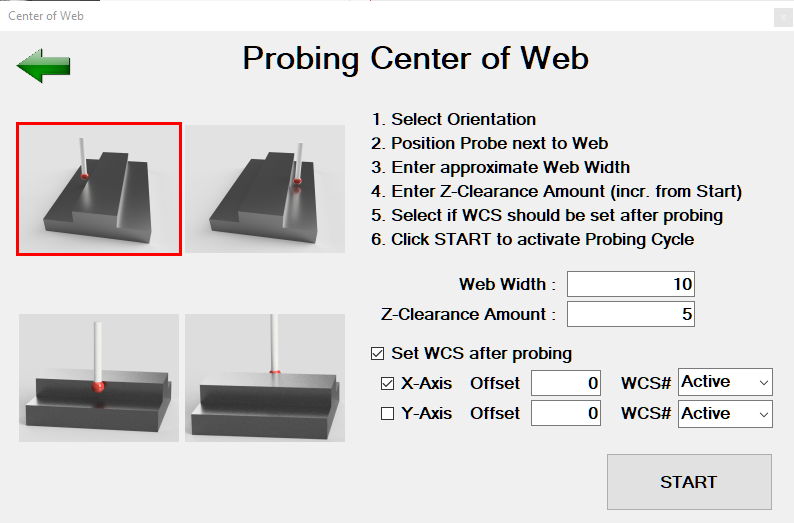 Center of Web
Probing Center of Web
1. Select Orientation
2. Position Probe next to Web
3. Enter approximate Web Width
4. Enter Z-Clearance Amount (incr. from Start)
5. Select if WCS should be set after probing
6. Click START to activate Probing Cycle
Web Width : 10
Z-Clearance Amount : 5
Set WCS after probing
X-Axis Offset 0 WCS# Active
Y-Axis Offset 0 WCS# Active
START